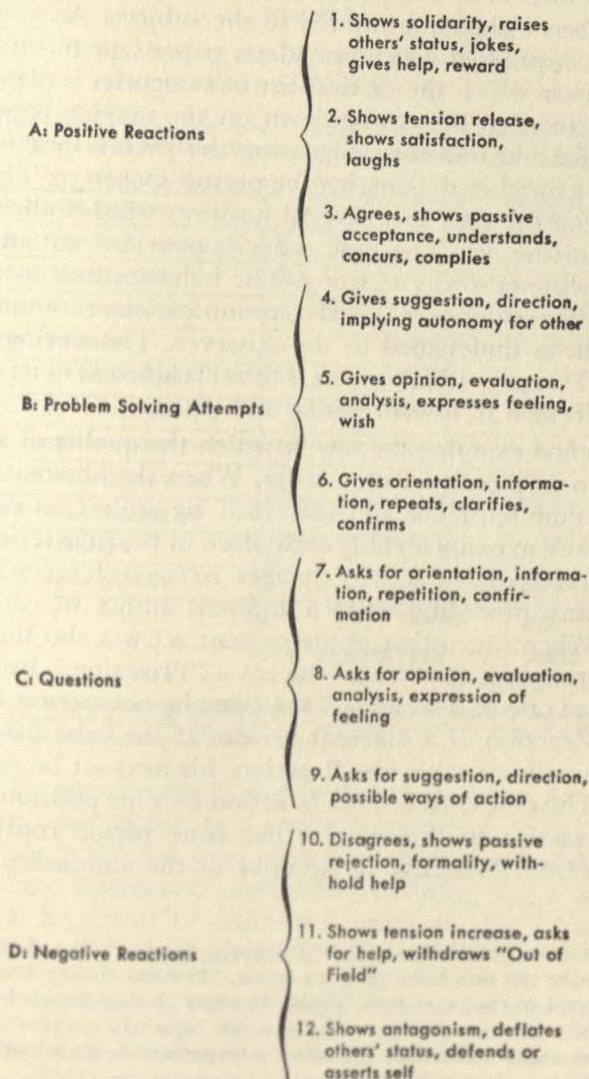 1. Shows solidarity, raises
others' status, jokes,
gives help, reward
A: Positive Reactions
2. Shows tension release,
shows satisfaction,
laughs
3. Agrees, shows passive
acceptance, understands,
concurs, complies
4. Gives suggestion, direction,
implying autonomy for other
B: Problem Solving Attempts
5. Gives opinion, evaluation,
analysis, expresses feeling,
wish
6. Gives orientation, informa-
tion, repeats, clarifies,
confirms
7. Asks for orientation, informa-
tion, repetition, confir-
mation
C: Questions
8. Asks for opinion, evaluation,
analysis, expression of
feeling
9. Asks for suggestion, direction,
possible ways of action
10. Disagrees, shows passive
rejection, formality, with-
hold help
D: Negative Reactions
11. Shows tension increase, asks
for help, withdraws "Out of
Field"
12. Shows antagonism, deflates
others' status, defends or
asserts self